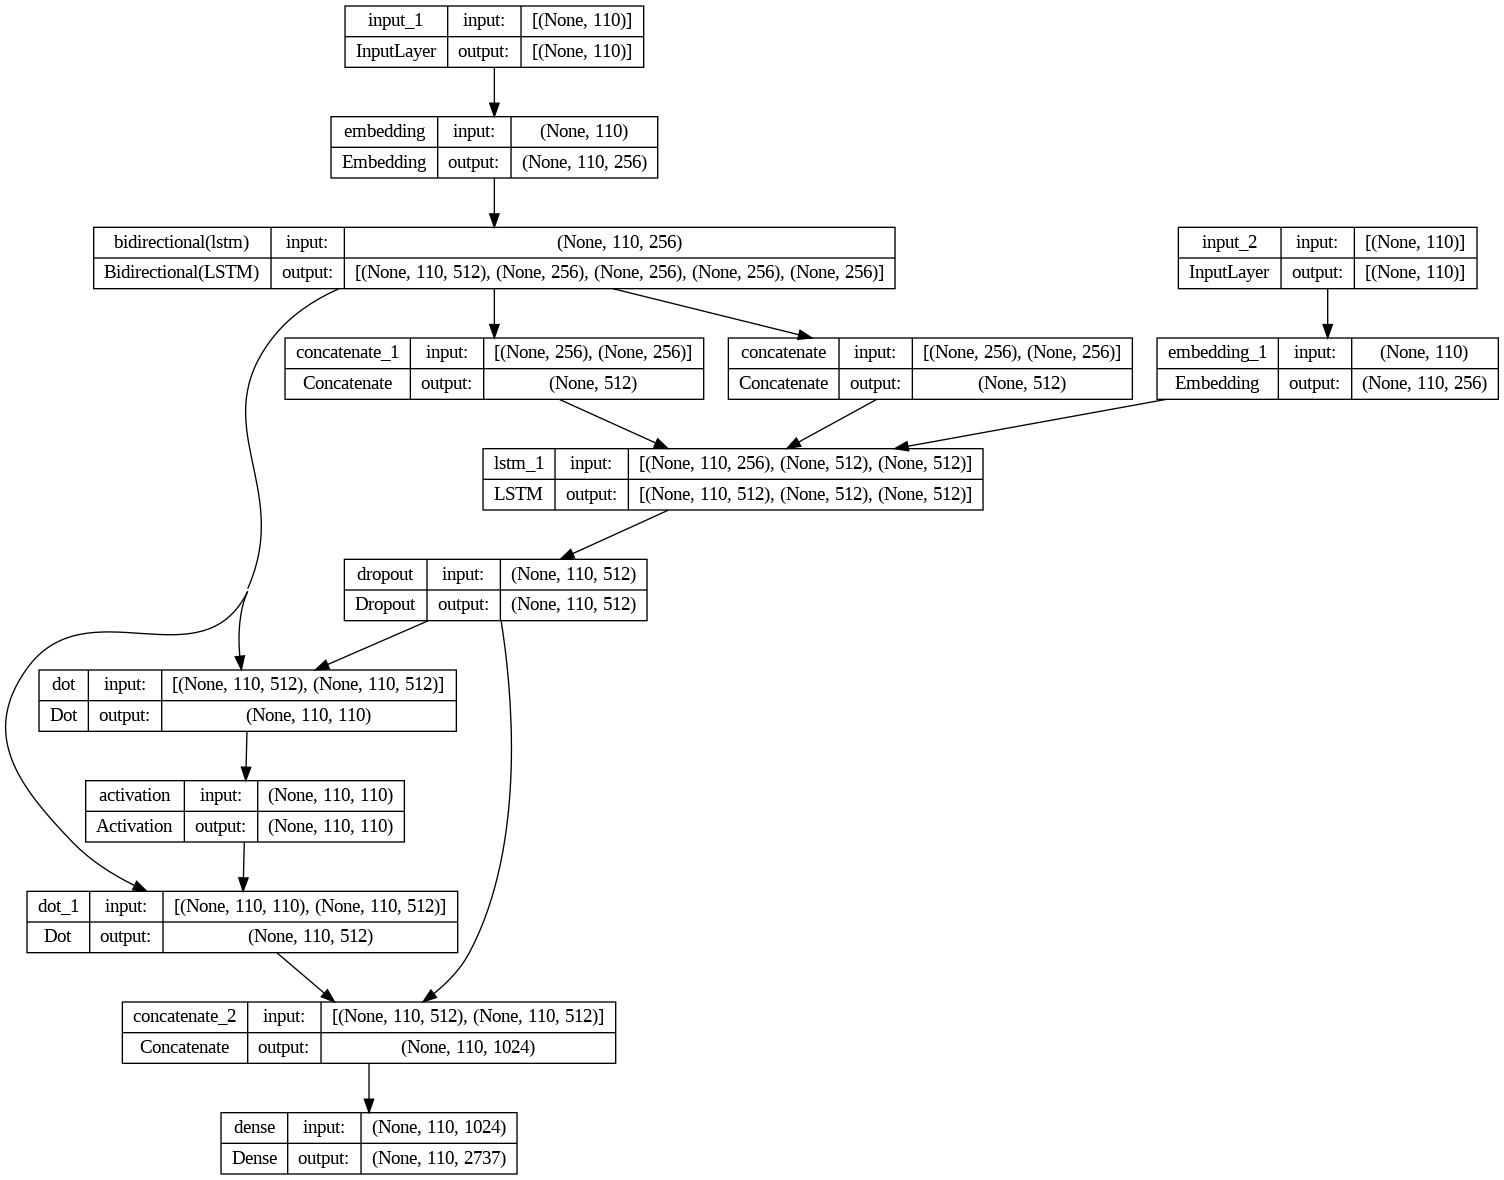 input_1 input: [(None, 110)]
InputLayer output: [(None, 110)]
embedding input: (None, 110)
Embedding output: (None, 110, 256)
bidirectional(lstm) input: (None, 110, 256)
Bidirectional(LSTM) output: [(None, 110, 512), (None, 256), (None, 256), (None, 256), (None, 256)]
input_2 input: [(None, 110)]
InputLayer output: [(None, 110)]
concatenate_1 input: [(None, 256), (None, 256)]
Concatenate output: (None, 512)
concatenate input: [(None, 256), (None, 256)]
Concatenate output: (None, 512)
embedding_1 input: (None, 110)
Embedding output: (None, 110, 256)
lstm_1 input: [(None, 110, 256), (None, 512), (None, 512)]
LSTM output: [(None, 110, 512), (None, 512), (None, 512)]
dropout input: (None, 110, 512)
Dropout output: (None, 110, 512)
dot input: [(None, 110, 512), (None, 110, 512)]
Dot output: (None, 110, 110)
activation input: (None, 110, 110)
Activation output: (None, 110, 110)
dot_1 input: [(None, 110, 110), (None, 110, 512)]
Dot output: (None, 110, 512)
concatenate_2 input: [(None, 110, 512), (None, 110, 512)]
Concatenate output: (None, 110, 1024)
dense input: (None, 110, 1024)
Dense output: (None, 110, 2737)